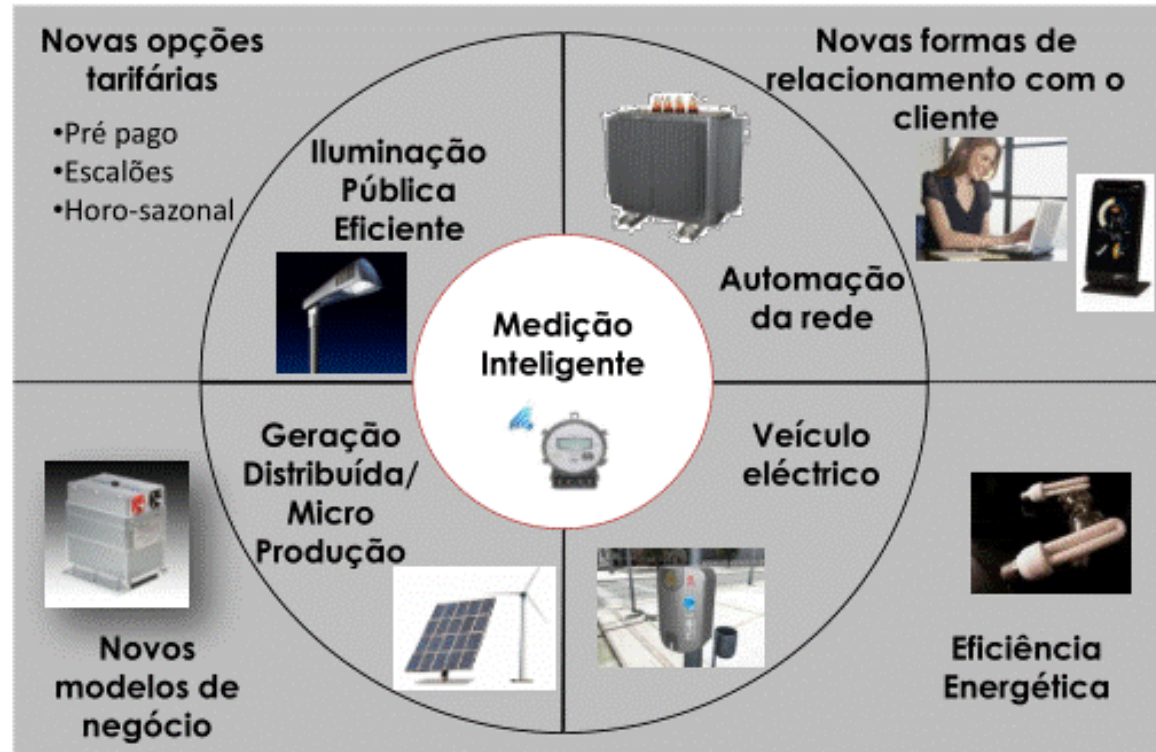 Novas opções
tarifárias
•Pré pago
•Escalões
•Horo-sazonal
Iluminação
Pública
Eficiente
Novas formas de
relacionamento com o
cliente
Automação
da rede
Medição
Inteligente
Geração
Distribuída/
Micro
Produção
Veículo
eléctrico
Novos
modelos de
negócio
Eficiência
Energética